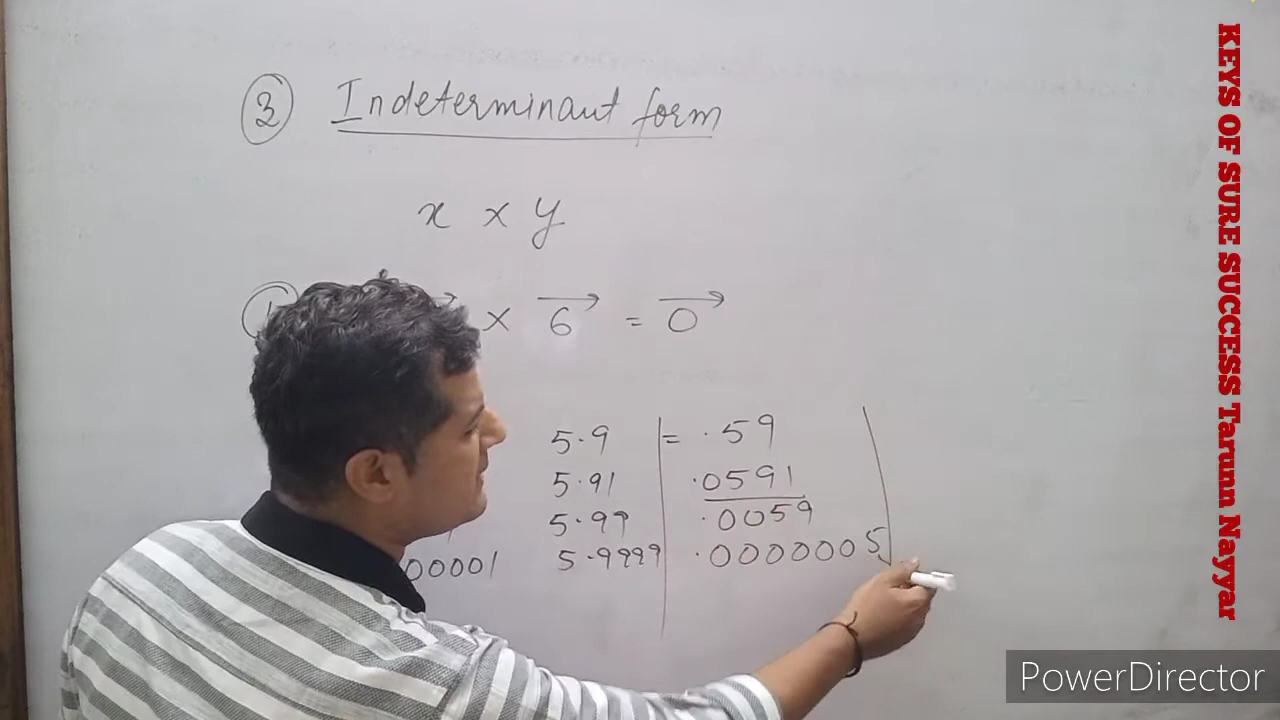 ③ Indeterminant form
x × y
① × 6 = 0
5.9 = .59
5.91 .0591
5.99 .0059
00001 5.9999 .0000005
KEYS OF SURE SUCCESS Tarunn Nayyar
PowerDirector